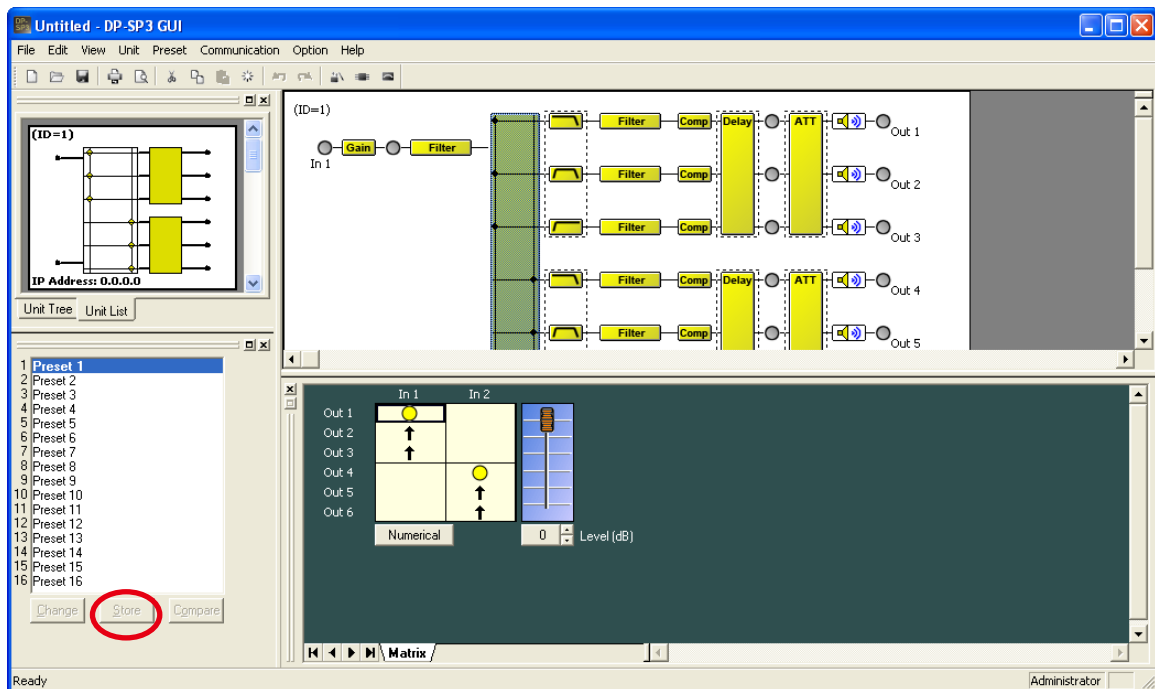 Untitled - DP-SP3 GUI
File Edit View Unit Preset Communication Option Help
(ID=1)
IP Address: 0.0.0.0
Unit Tree Unit List
(ID=1)
In 1
Gain
Filter
Filter Comp Delay ATT Out 1
Filter Comp Out 2
Filter Comp Out 3
Filter Comp Delay ATT Out 4
Filter Comp Out 5
1 Preset 1
2 Preset 2
3 Preset 3
4 Preset 4
5 Preset 5
6 Preset 6
7 Preset 7
8 Preset 8
9 Preset 9
10 Preset 10
11 Preset 11
12 Preset 12
13 Preset 13
14 Preset 14
15 Preset 15
16 Preset 16
Change Store Compare
In 1 In 2
Out 1
Out 2
Out 3
Out 4
Out 5
Out 6
Numerical 0 Level (dB)
Matrix
Ready Administrator